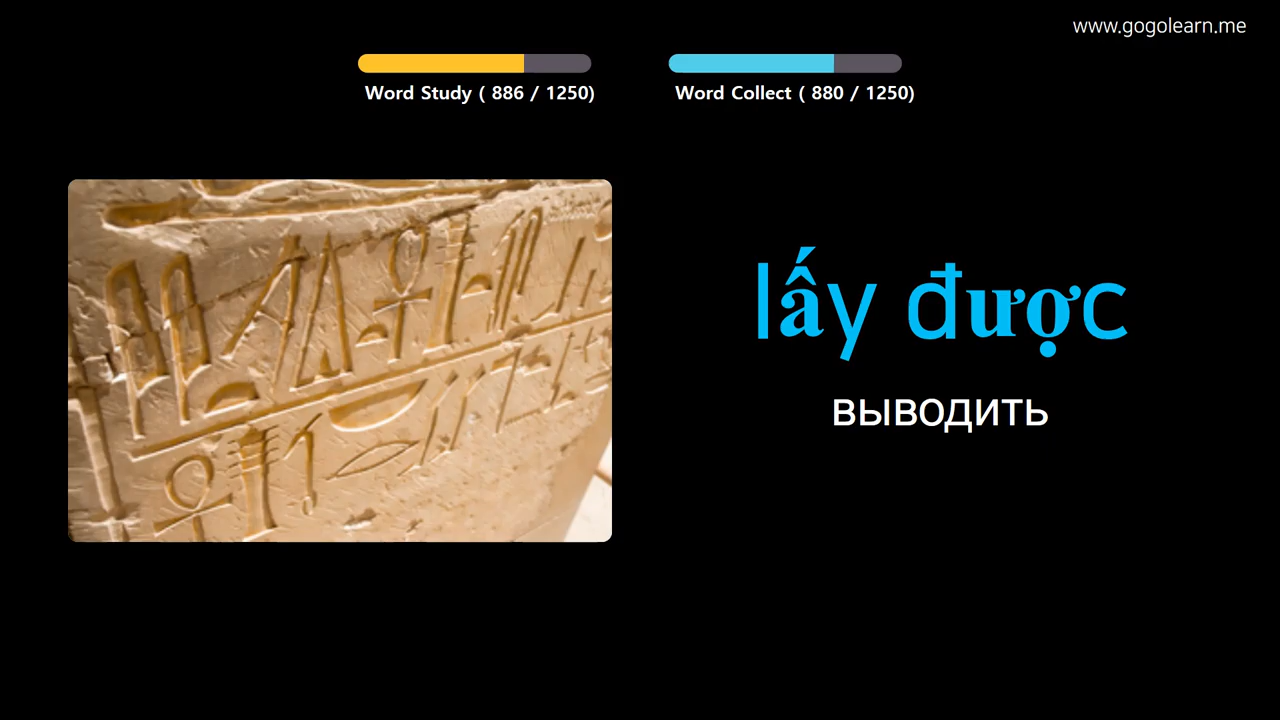 www.gogolearn.me
Word Study ( 886 / 1250)
Word Collect ( 880 / 1250)
lấy được
выводить